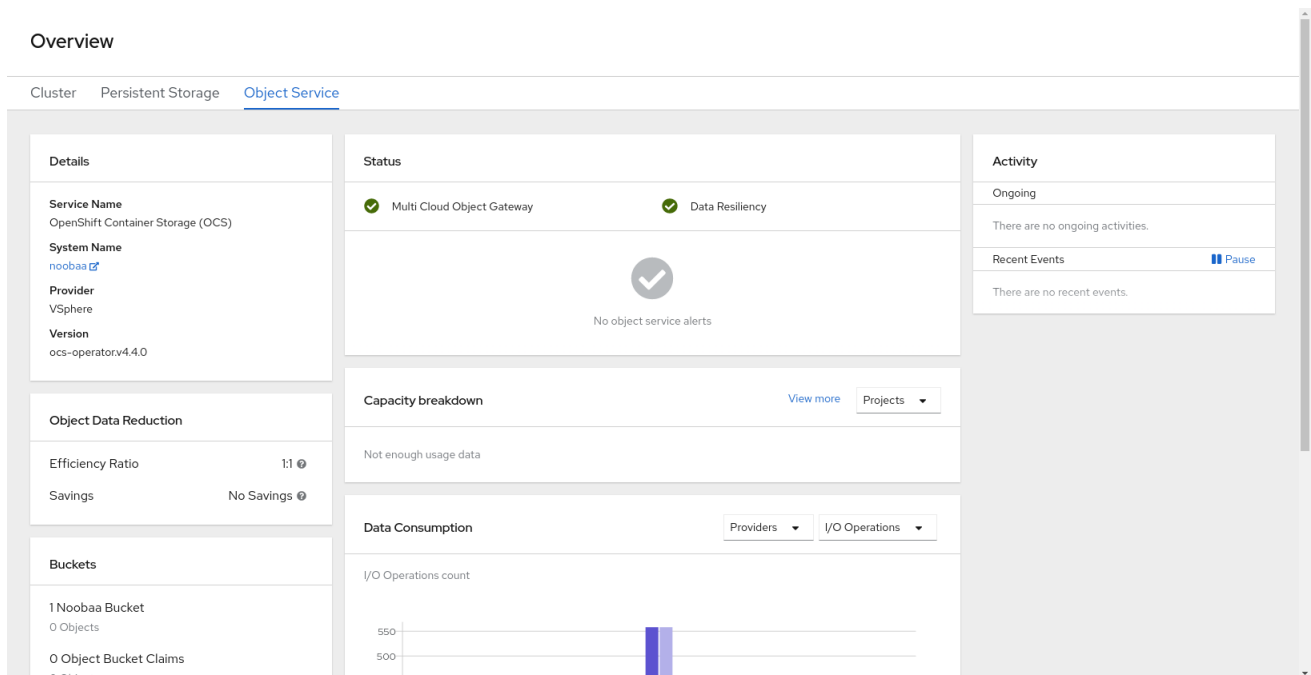 Overview
Cluster Persistent Storage Object Service
Details
Service Name
OpenShift Container Storage (OCS)
System Name
noobaa
Provider
VSphere
Version
ocs-operator.v4.4.0
Object Data Reduction
Efficiency Ratio 1:1
Savings No Savings
Buckets
1 Noobaa Bucket
0 Objects
0 Object Bucket Claims
Status
Multi Cloud Object Gateway Data Resiliency
No object service alerts
Capacity breakdown View more Projects
Not enough usage data
Data Consumption Providers I/O Operations
I/O Operations count
550
500
Activity
Ongoing
There are no ongoing activities.
Recent Events Pause
There are no recent events.